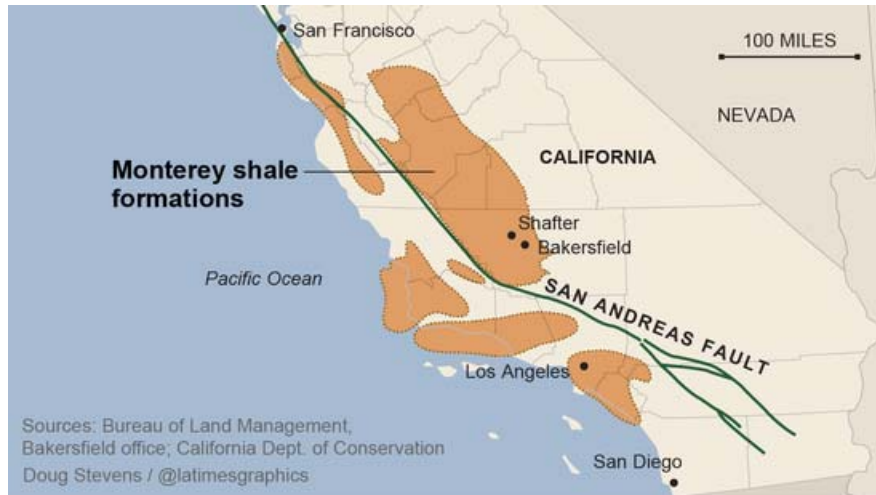 San Francisco
100 MILES
NEVADA
CALIFORNIA
Monterey shale
formations
Shafter
Bakersfield
Pacific Ocean
SAN ANDREAS FAULT
Los Angeles
Sources: Bureau of Land Management,
Bakersfield office; California Dept. of Conservation
Doug Stevens / @latimesgraphics
San Diego